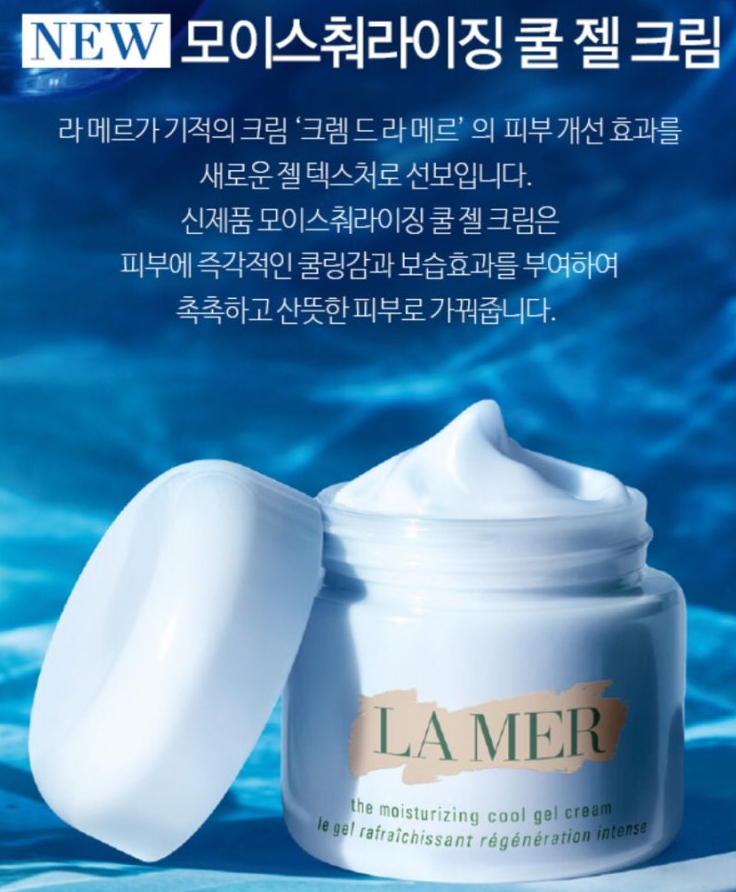 NEW 모이스춰라이징 쿨 젤 크림
라 메르가 기적의 크림 ‘크렘 드 라 메르’ 의 피부 개선 효과를
새로운 젤 텍스처로 선보입니다.
신제품 모이스춰라이징 쿨 젤 크림은
피부에 즉각적인 쿨링감과 보습효과를 부여하여
촉촉하고 산뜻한 피부로 가꿔줍니다.
LA MER
the moisturizing cool gel cream
le gel rafraîchissant régénération intense